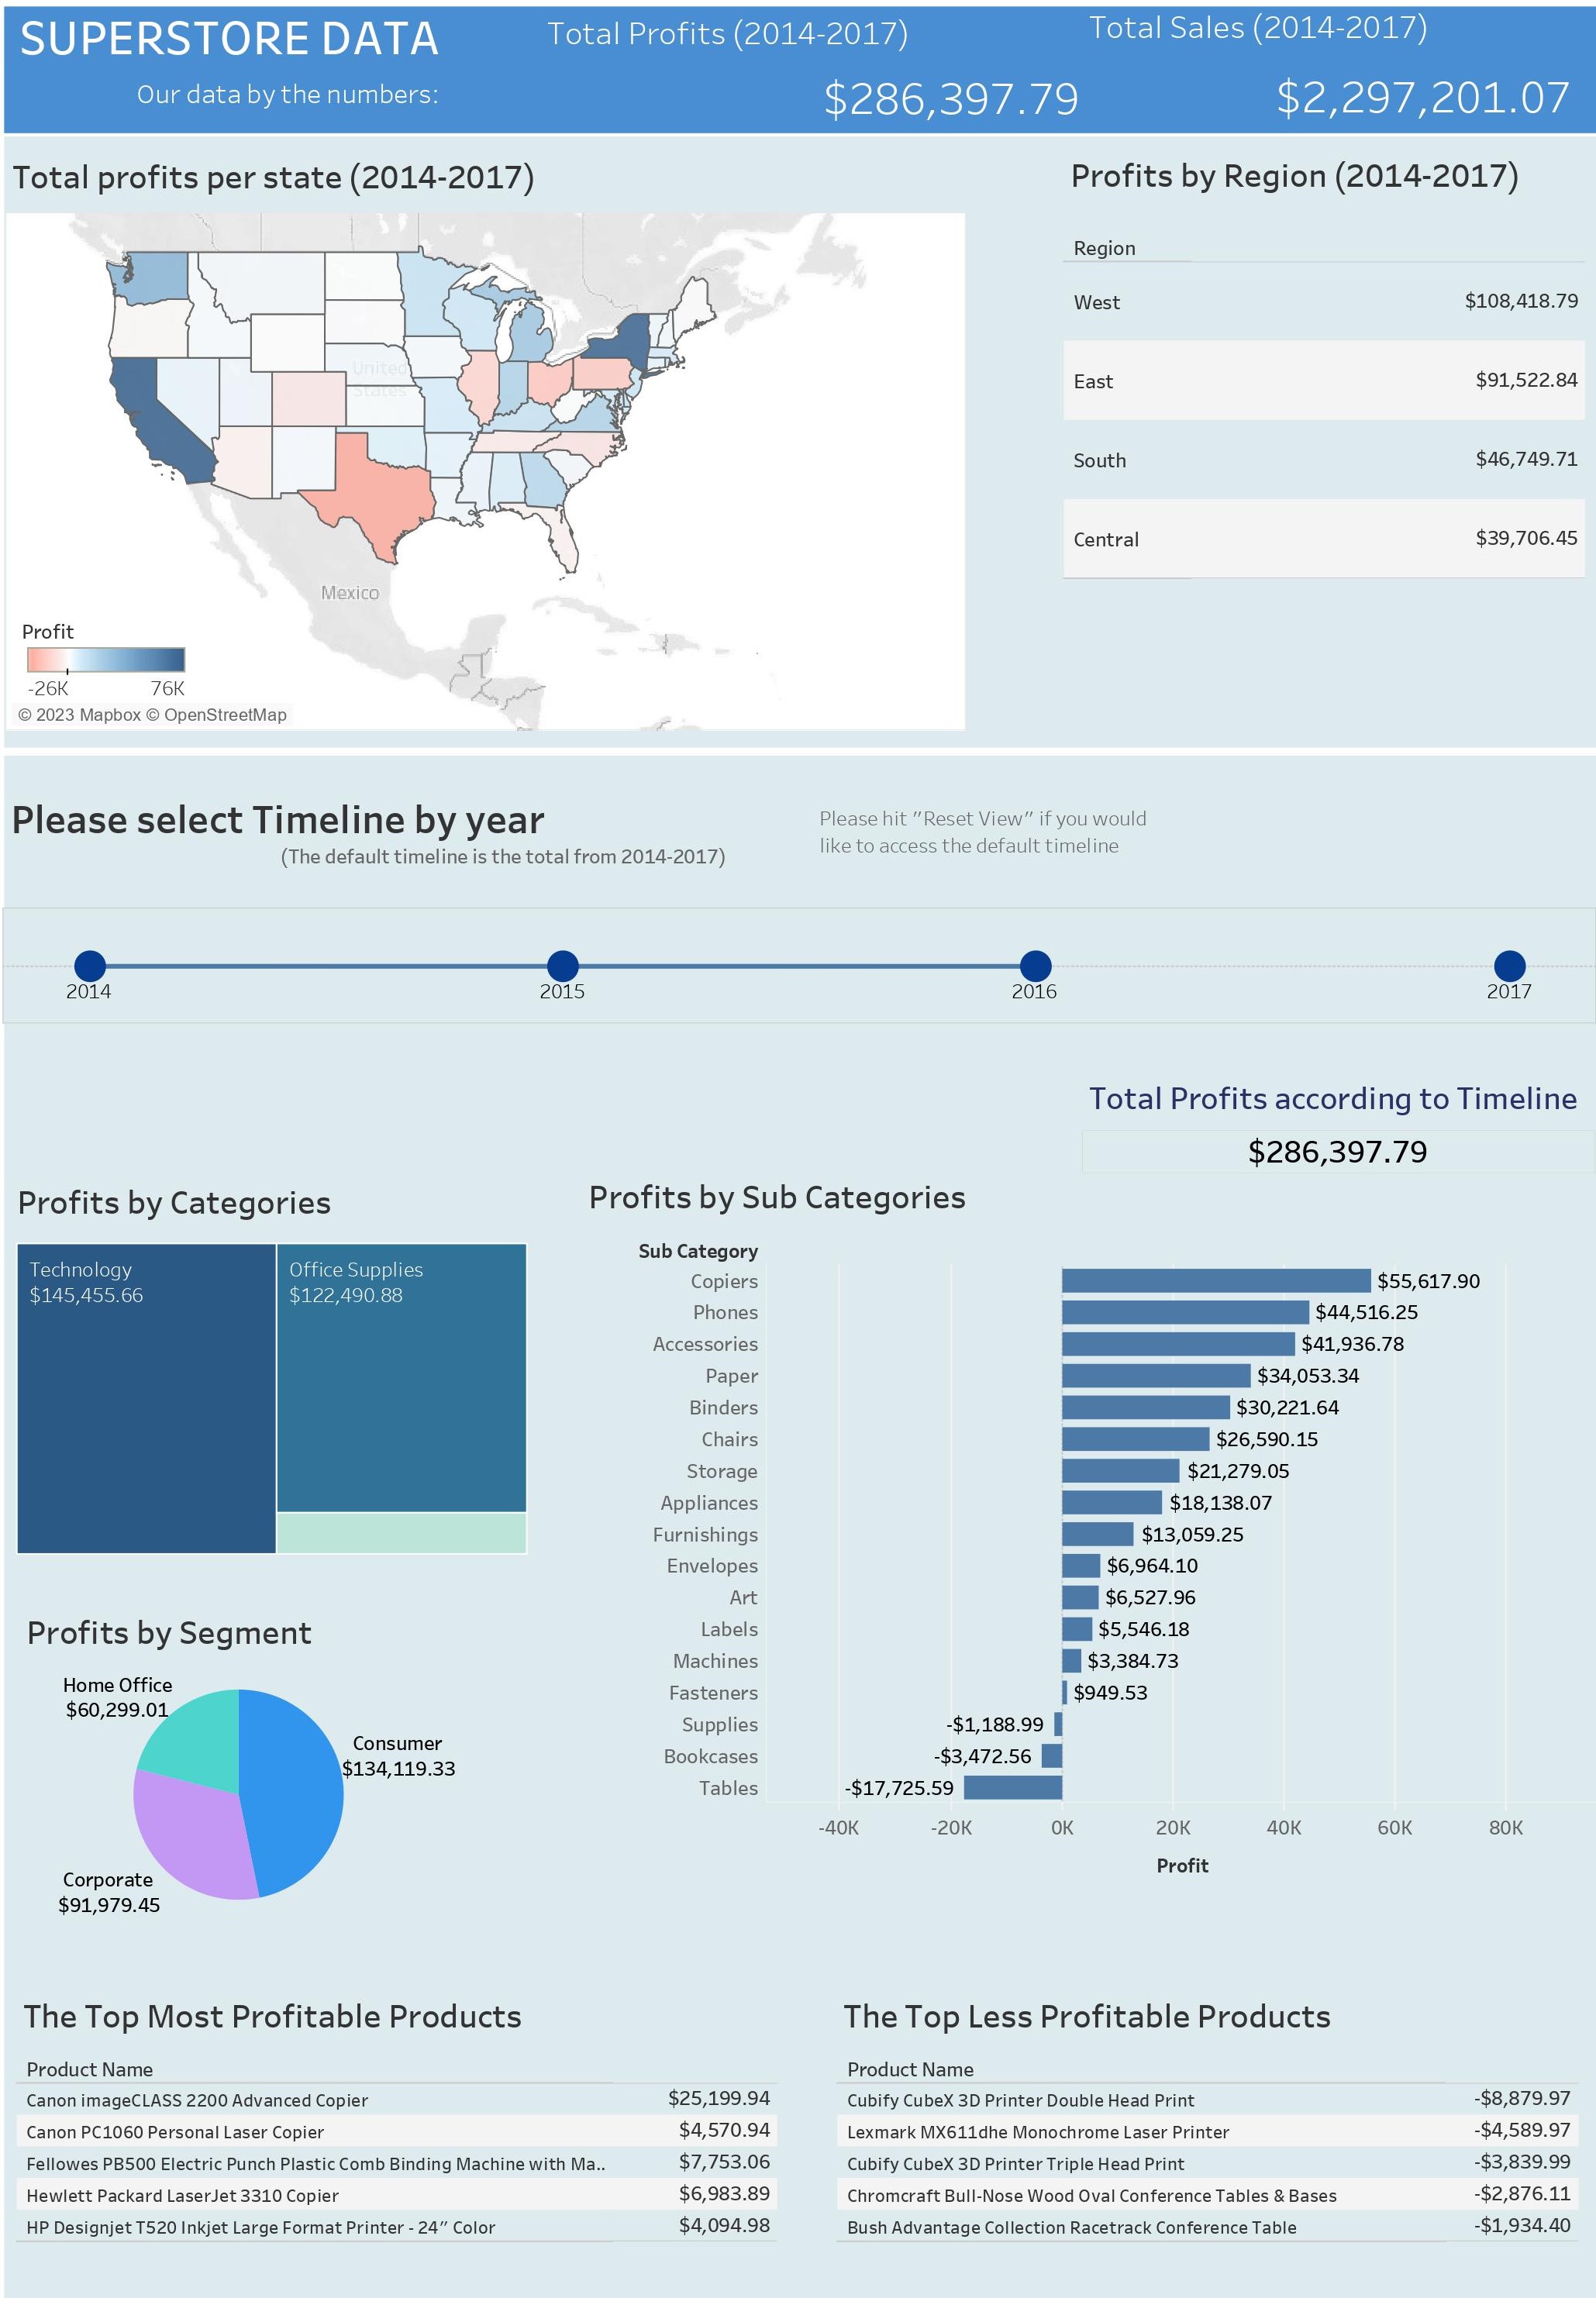 SUPERSTORE DATA
Our data by the numbers:
Total Profits (2014-2017)
$286,397.79
Total Sales (2014-2017)
$2,297,201.07
Total profits per state (2014-2017)
United
States
Mexico
Profit
-26K 76K
© 2023 Mapbox © OpenStreetMap
Profits by Region (2014-2017)
Region
West $108,418.79
East $91,522.84
South $46,749.71
Central $39,706.45
Please select Timeline by year
(The default timeline is the total from 2014-2017)
Please hit "Reset View" if you would
like to access the default timeline
2014 2015 2016 2017
Total Profits according to Timeline
$286,397.79
Profits by Categories
Technology
$145,455.66
Office Supplies
$122,490.88
Profits by Segment
Home Office
$60,299.01
Consumer
$134,119.33
Corporate
$91,979.45
Profits by Sub Categories
Sub Category
Copiers $55,617.90
Phones $44,516.25
Accessories $41,936.78
Paper $34,053.34
Binders $30,221.64
Chairs $26,590.15
Storage $21,279.05
Appliances $18,138.07
Furnishings $13,059.25
Envelopes $6,964.10
Art $6,527.96
Labels $5,546.18
Machines $3,384.73
Fasteners $949.53
Supplies -$1,188.99
Bookcases -$3,472.56
Tables -$17,725.59
-40K -20K 0K 20K 40K 60K 80K
Profit
The Top Most Profitable Products
Product Name
Canon imageCLASS 2200 Advanced Copier $25,199.94
Canon PC1060 Personal Laser Copier $4,570.94
Fellowes PB500 Electric Punch Plastic Comb Binding Machine with Ma.. $7,753.06
Hewlett Packard LaserJet 3310 Copier $6,983.89
HP Designjet T520 Inkjet Large Format Printer - 24" Color $4,094.98
The Top Less Profitable Products
Product Name
Cubify CubeX 3D Printer Double Head Print -$8,879.97
Lexmark MX611dhe Monochrome Laser Printer -$4,589.97
Cubify CubeX 3D Printer Triple Head Print -$3,839.99
Chromcraft Bull-Nose Wood Oval Conference Tables & Bases -$2,876.11
Bush Advantage Collection Racetrack Conference Table -$1,934.40